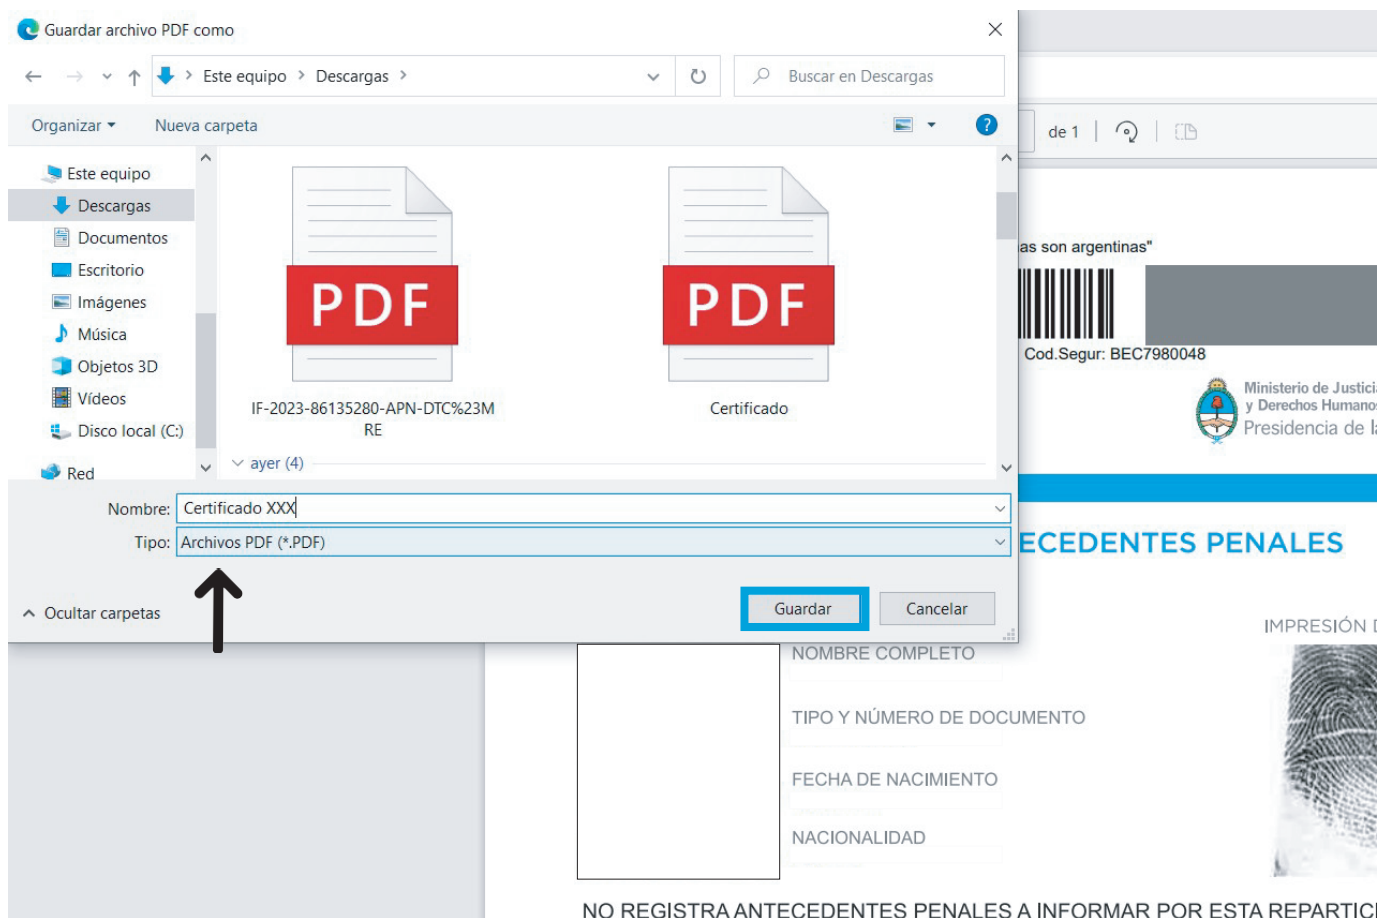 Guardar archivo PDF como
Este equipo > Descargas >
Buscar en Descargas
Organizar
Nueva carpeta
?
Este equipo
Descargas
Documentos
Escritorio
Imágenes
Música
Objetos 3D
Vídeos
Disco local (C:)
Red
PDF
IF-2023-86135280-APN-DTC%23M
RE
PDF
Certificado
ayer (4)
Nombre: Certificado XXX
Tipo: Archivos PDF (*.PDF)
Ocultar carpetas
Guardar
Cancelar
de 1
as son argentinas"
Cod.Segur: BEC7980048
Ministerio de Justici
y Derechos Humano
Presidencia de l
ECEDENTES PENALES
IMPRESIÓN
NOMBRE COMPLETO
TIPO Y NÚMERO DE DOCUMENTO
FECHA DE NACIMIENTO
NACIONALIDAD
NO REGISTRA ANTECEDENTES PENALES A INFORMAR POR ESTA REPARTICI